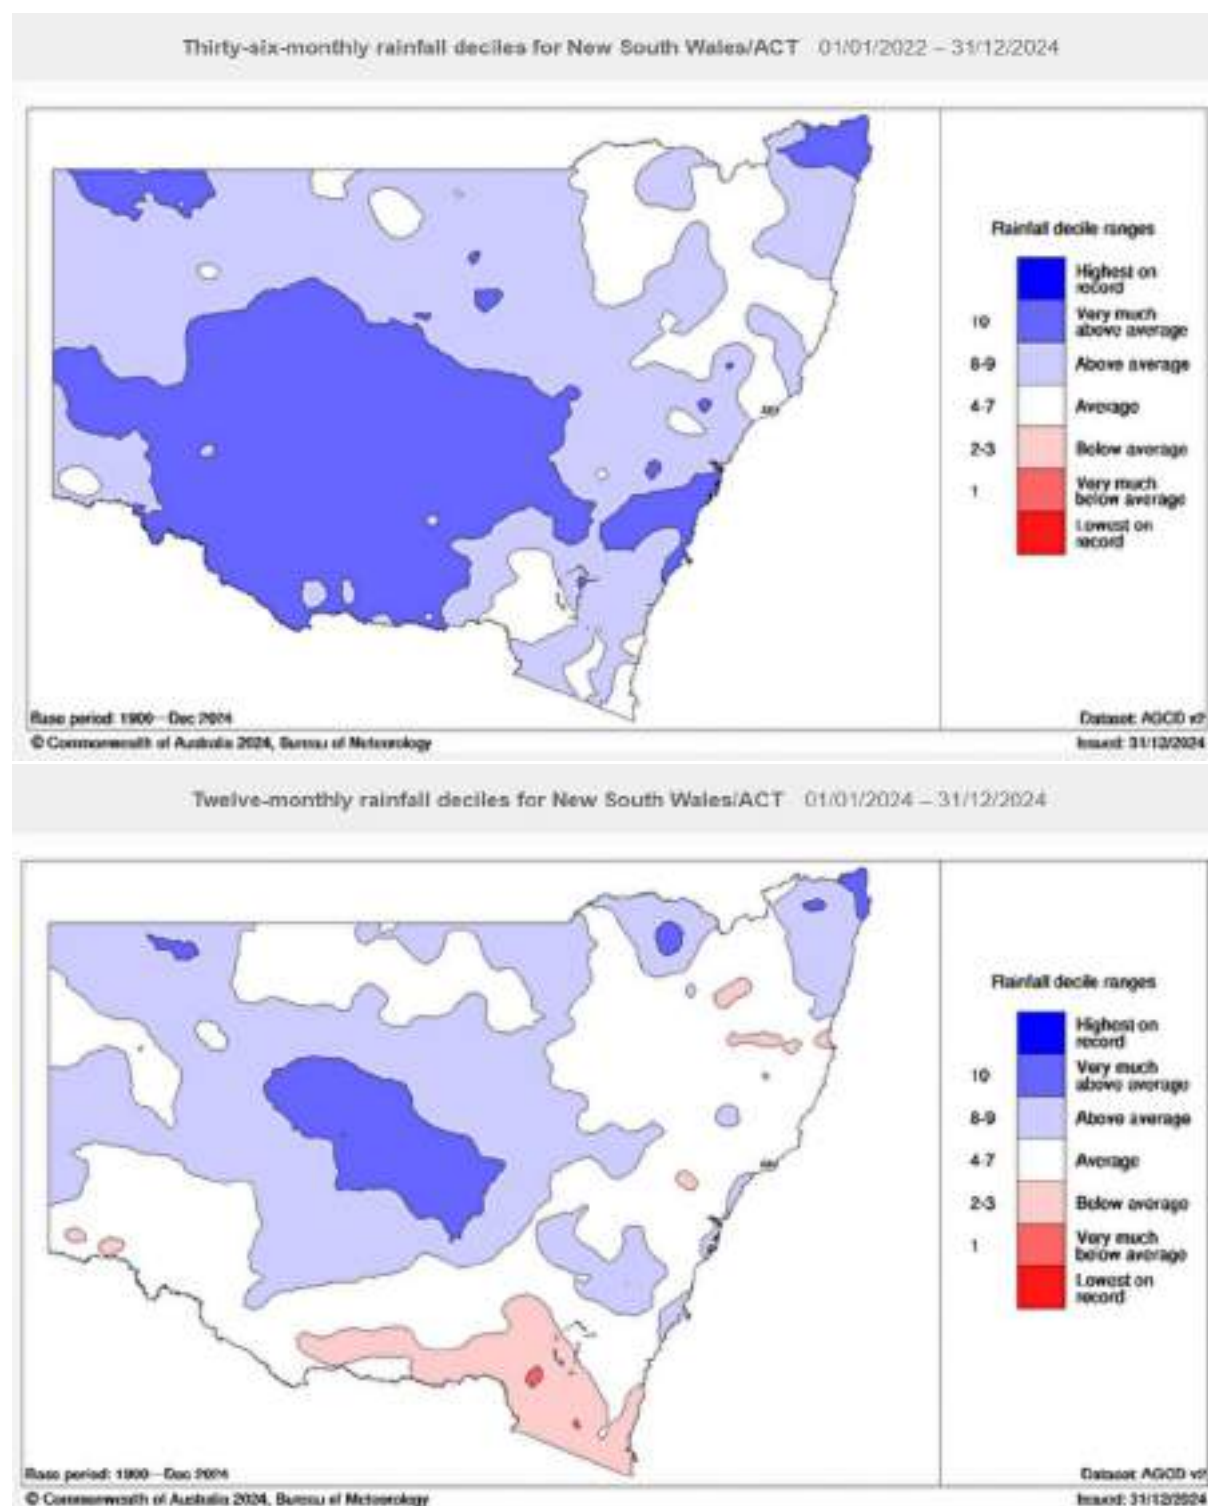 Thirty-six-monthly rainfall deciles for New South Wales/ACT 01/01/2022 – 31/12/2024
Rainfall decile ranges
Highest on
record
10 Very much
above average
8-9 Above average
4-7 Average
2-3 Below average
1 Very much
below average
Lowest on
record
Base period: 1900–Dec 2024
Dataset: AGCD v2
© Commonwealth of Australia 2024, Bureau of Meteorology
Issued: 31/12/2024
Twelve-monthly rainfall deciles for New South Wales/ACT 01/01/2024 – 31/12/2024
Rainfall decile ranges
Highest on
record
10 Very much
above average
8-9 Above average
4-7 Average
2-3 Below average
1 Very much
below average
Lowest on
record
Base period: 1900–Dec 2024
Dataset: AGCD v2
© Commonwealth of Australia 2024, Bureau of Meteorology
Issued: 31/12/2024